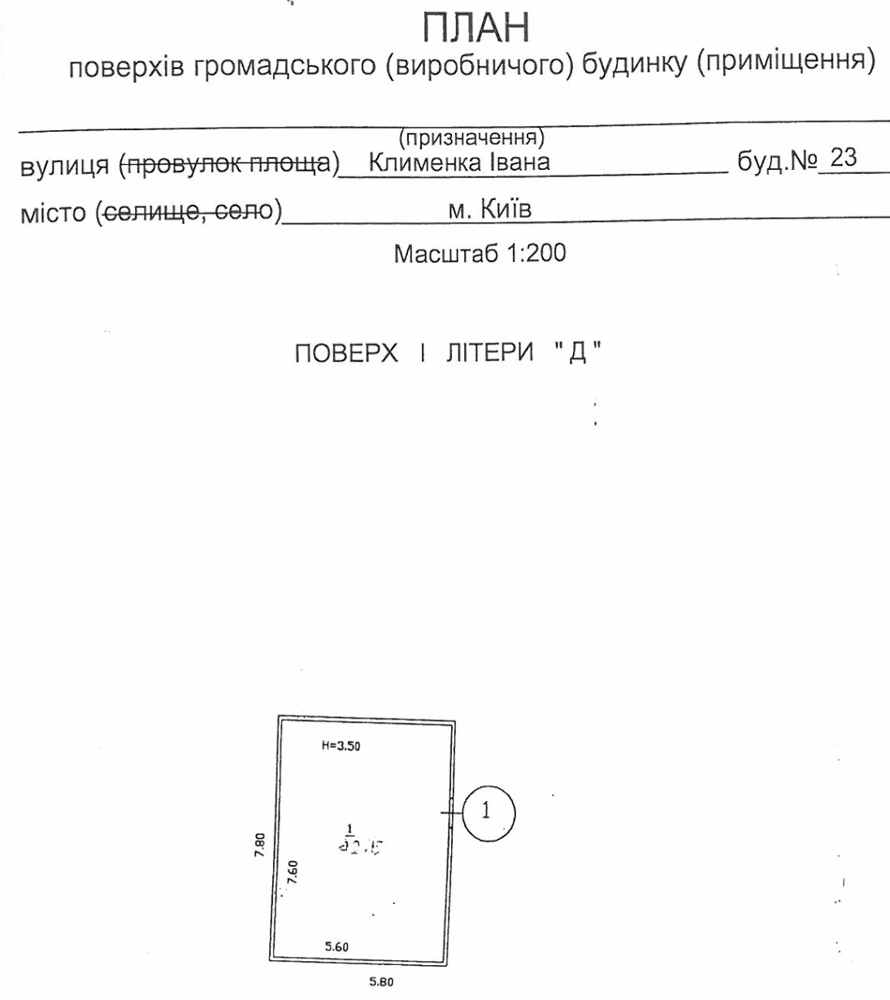 ПЛАН
поверхів громадського (виробничого) будинку (приміщення)
(призначення)
вулиця (провулок площа) Клименка Івана буд.№ 23
місто (селище, село) м. Київ
Масштаб 1:200
ПОВЕРХ І ЛІТЕРИ "Д"
H=3.50
1
1
7.80
7.60
5.60
5.80